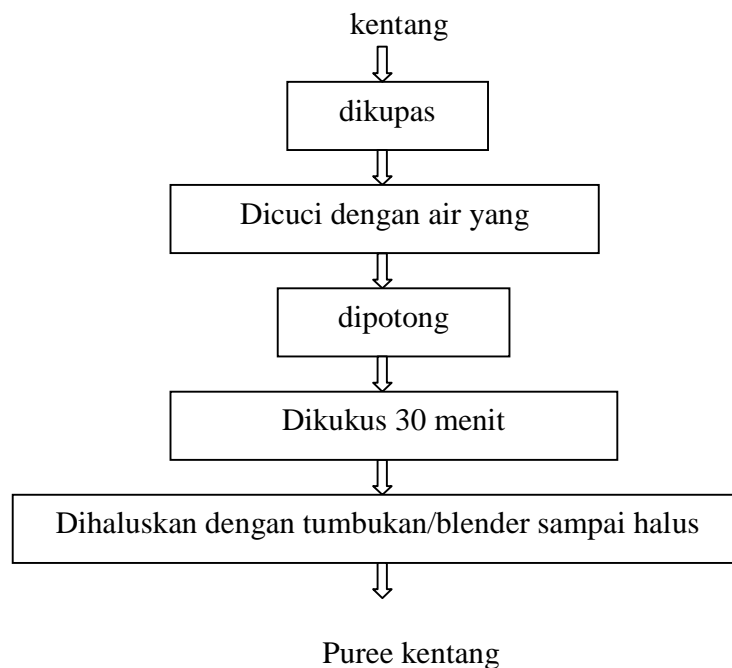 kentang
dikupas
Dicuci dengan air yang
dipotong
Dikukus 30 menit
Dihaluskan dengan tumbukan/blender sampai halus
Puree kentang